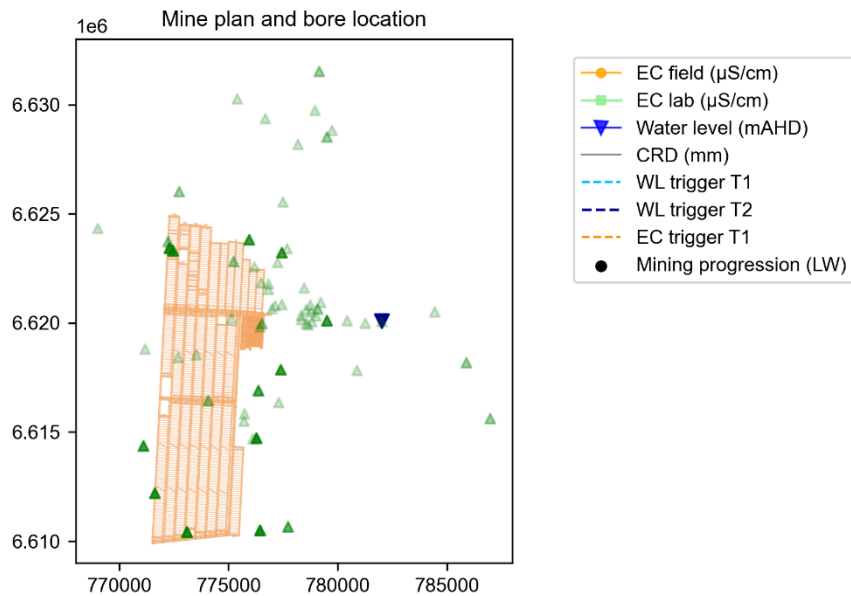 Mine plan and bore location
1e6
6.630
6.625
6.620
6.615
6.610
770000 775000 780000 785000
EC field (µS/cm)
EC lab (µS/cm)
Water level (mAHD)
CRD (mm)
WL trigger T1
WL trigger T2
EC trigger T1
Mining progression (LW)